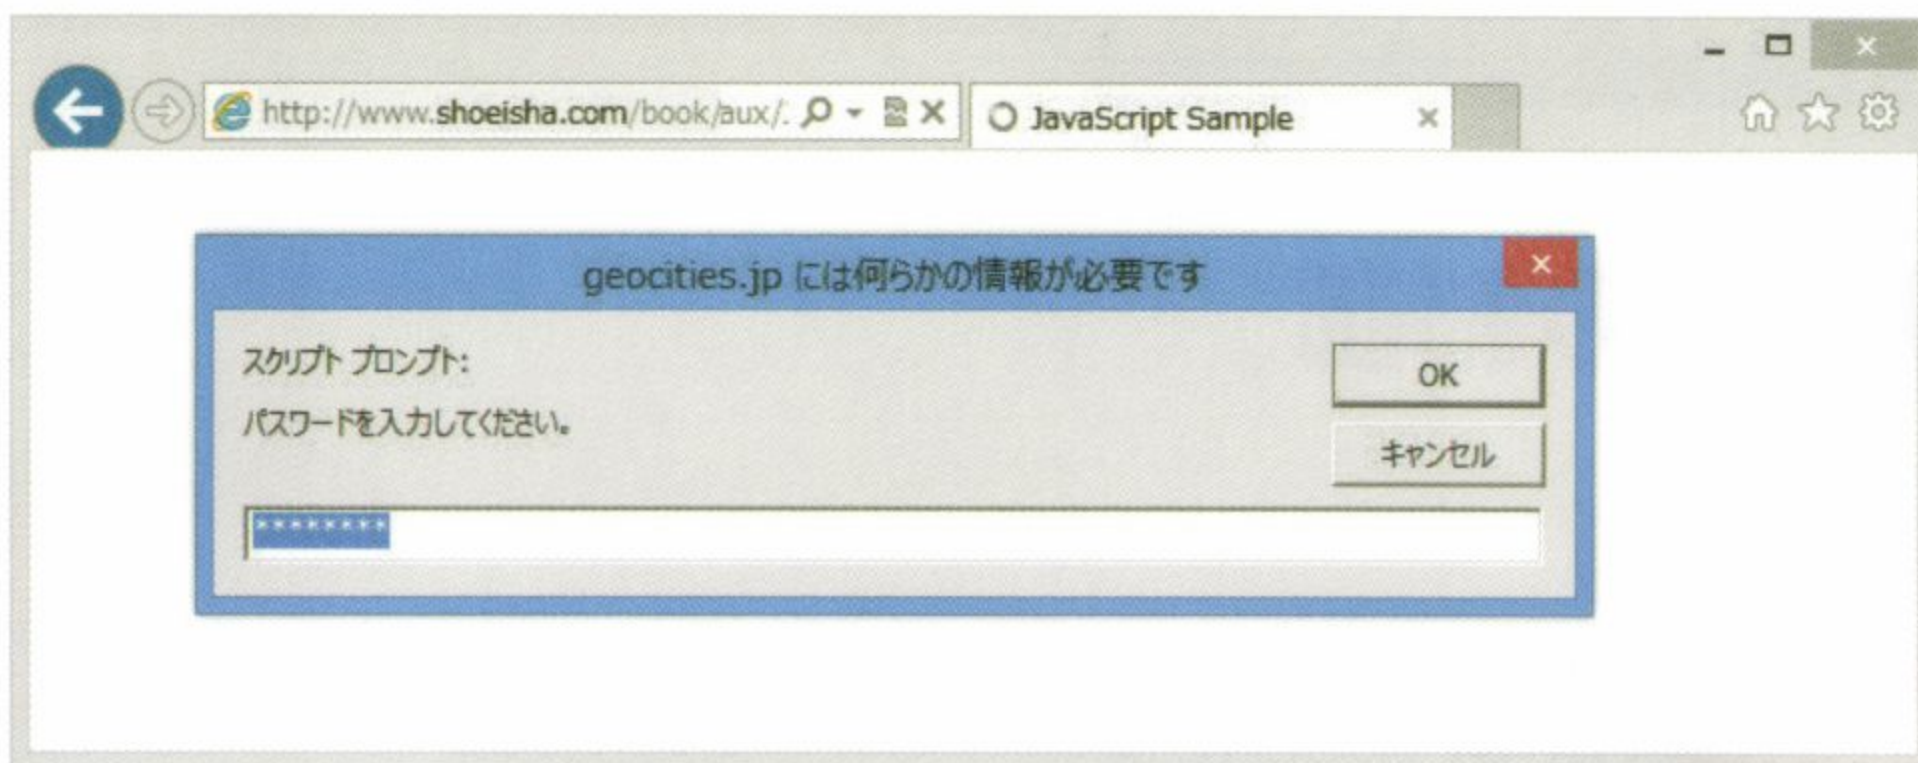 http://www.shoeisha.com/book/aux/. JavaScript Sample
geocities.jp には何らかの情報が必要です
スクリプト プロンプト:
OK
パスワードを入力してください。
キャンセル
********